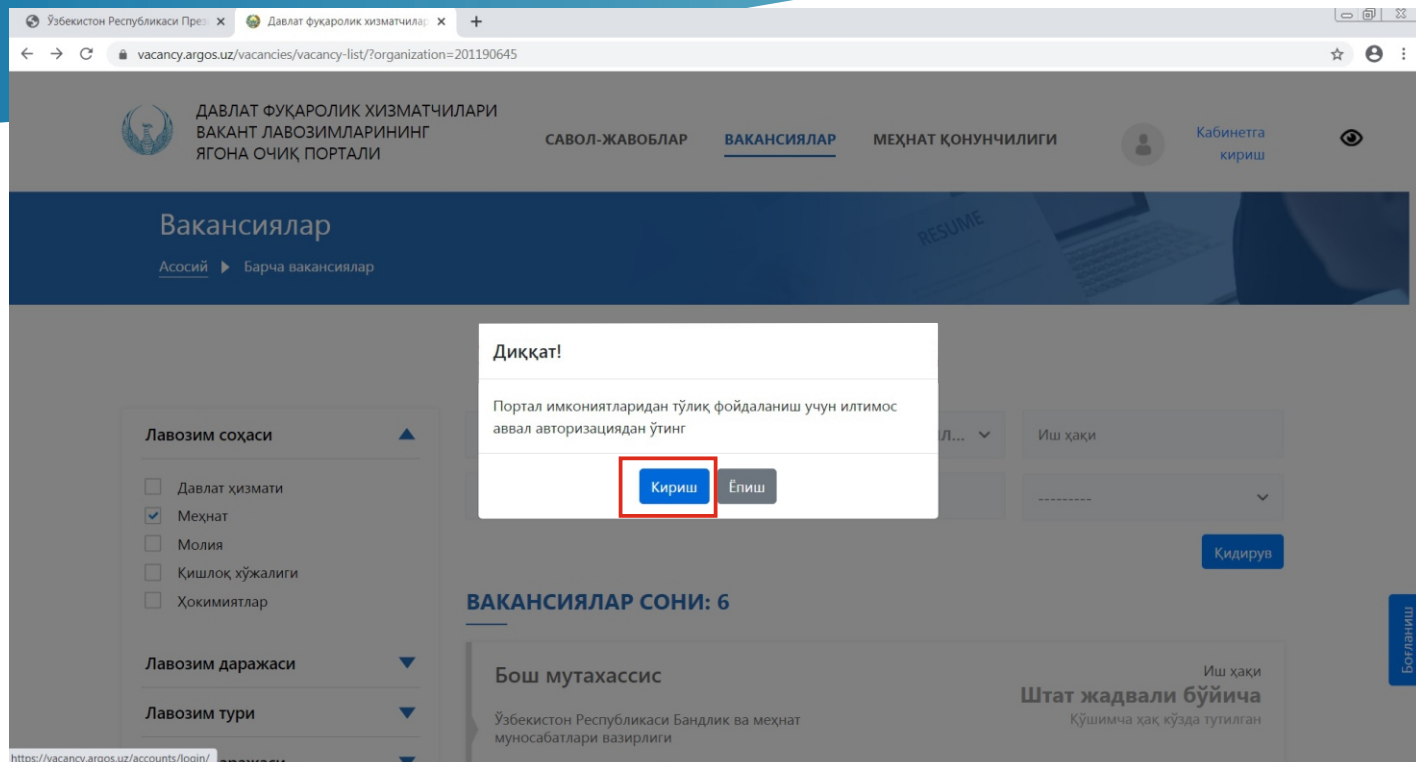 Ўзбекистон Республикаси През
Давлат фуқаролик хизматчилар
vacancy.argos.uz/vacancies/vacancy-list/?organization=201190645
ДАВЛАТ ФУҚАРОЛИК ХИЗМАТЧИЛАРИ
ВАКАНТ ЛАВОЗИМЛАРИНИНГ
ЯГОНА ОЧИҚ ПОРТАЛИ
САВОЛ-ЖАВОБЛАР
ВАКАНСИЯЛАР
МЕҲНАТ ҚОНУНЧИЛИГИ
Кабинетга
кириш
Вакансиялар
Асосий
Барча вакансиялар
RESUME
Диққат!
Портал имкониятларидан тўлиқ фойдаланиш учун илтимос
аввал авторизациядан ўтинг
Кириш
Ёпиш
Лавозим соҳаси
Давлат ҳизмати
Меҳнат
Молия
Қишлоқ хўжалиги
Ҳокимиятлар
Лавозим даражаси
Лавозим тури
Иш ҳақи
---------
Қидирув
ВАКАНСИЯЛАР СОНИ: 6
Бош мутахассис
Ўзбекистон Республикаси Бандлик ва меҳнат
муносабатлари вазирлиги
Иш ҳақи
Штат жадвали бўйича
Қўшимча ҳақ кўзда тутилган
Боғланиш
https://vacancy.argos.uz/accounts/login/